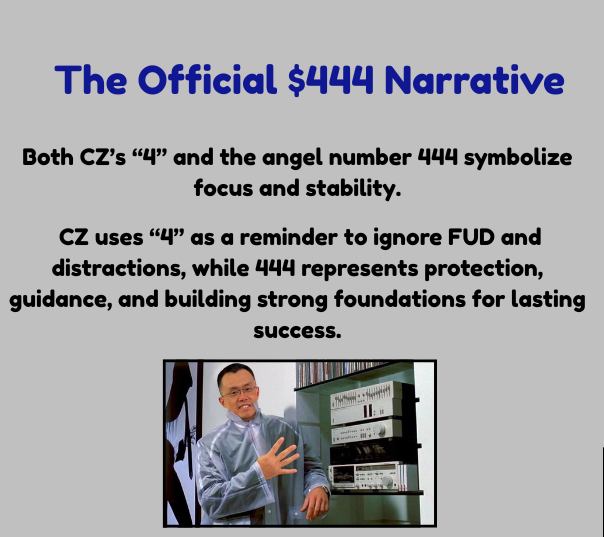 The Official $444 Narrative
Both CZ’s “4” and the angel number 444 symbolize
focus and stability.
CZ uses “4” as a reminder to ignore FUD and
distractions, while 444 represents protection,
guidance, and building strong foundations for lasting
success.